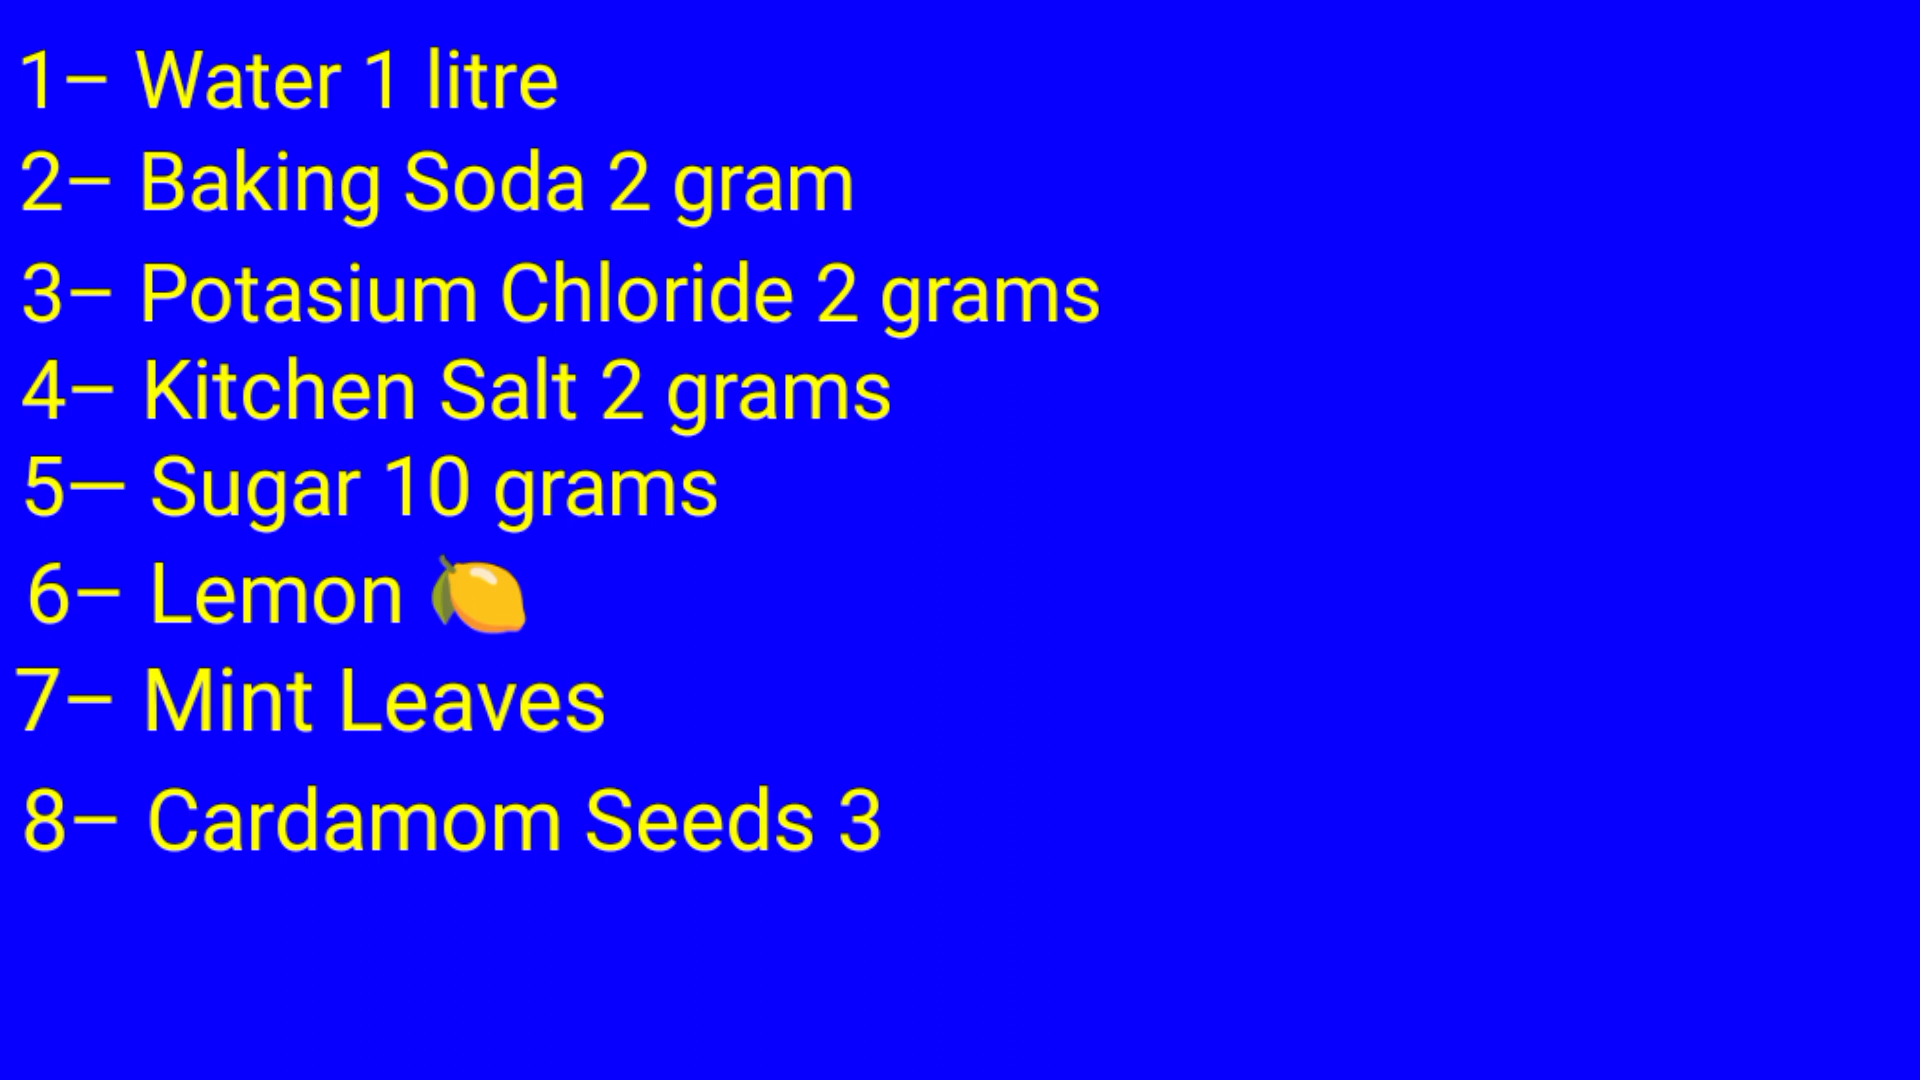 1– Water 1 litre
2– Baking Soda 2 gram
3– Potasium Chloride 2 grams
4– Kitchen Salt 2 grams
5— Sugar 10 grams
6– Lemon 🍋
7– Mint Leaves
8– Cardamom Seeds 3